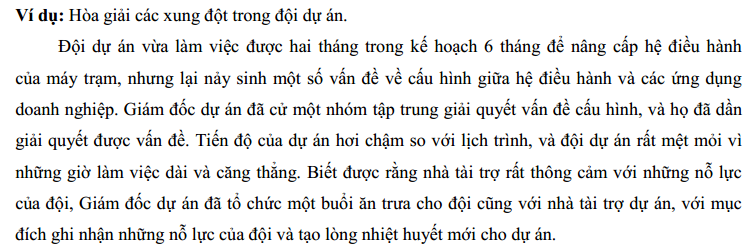 Ví dụ: Hòa giải các xung đột trong đội dự án.
Đội dự án vừa làm việc được hai tháng trong kế hoạch 6 tháng để nâng cấp hệ điều hành
của máy trạm, nhưng lại nảy sinh một số vấn đề về cấu hình giữa hệ điều hành và các ứng dụng
doanh nghiệp. Giám đốc dự án đã cử một nhóm tập trung giải quyết vấn đề cấu hình, và họ đã dần
giải quyết được vấn đề. Tiến độ của dự án hơi chậm so với lịch trình, và đội dự án rất mệt mỏi vì
những giờ làm việc dài và căng thẳng. Biết được rằng nhà tài trợ rất thông cảm với những nỗ lực
của đội, Giám đốc dự án đã tổ chức một buổi ăn trưa cho đội cũng với nhà tài trợ dự án, với mục
đích ghi nhận những nỗ lực của đội và tạo lòng nhiệt huyết mới cho dự án.